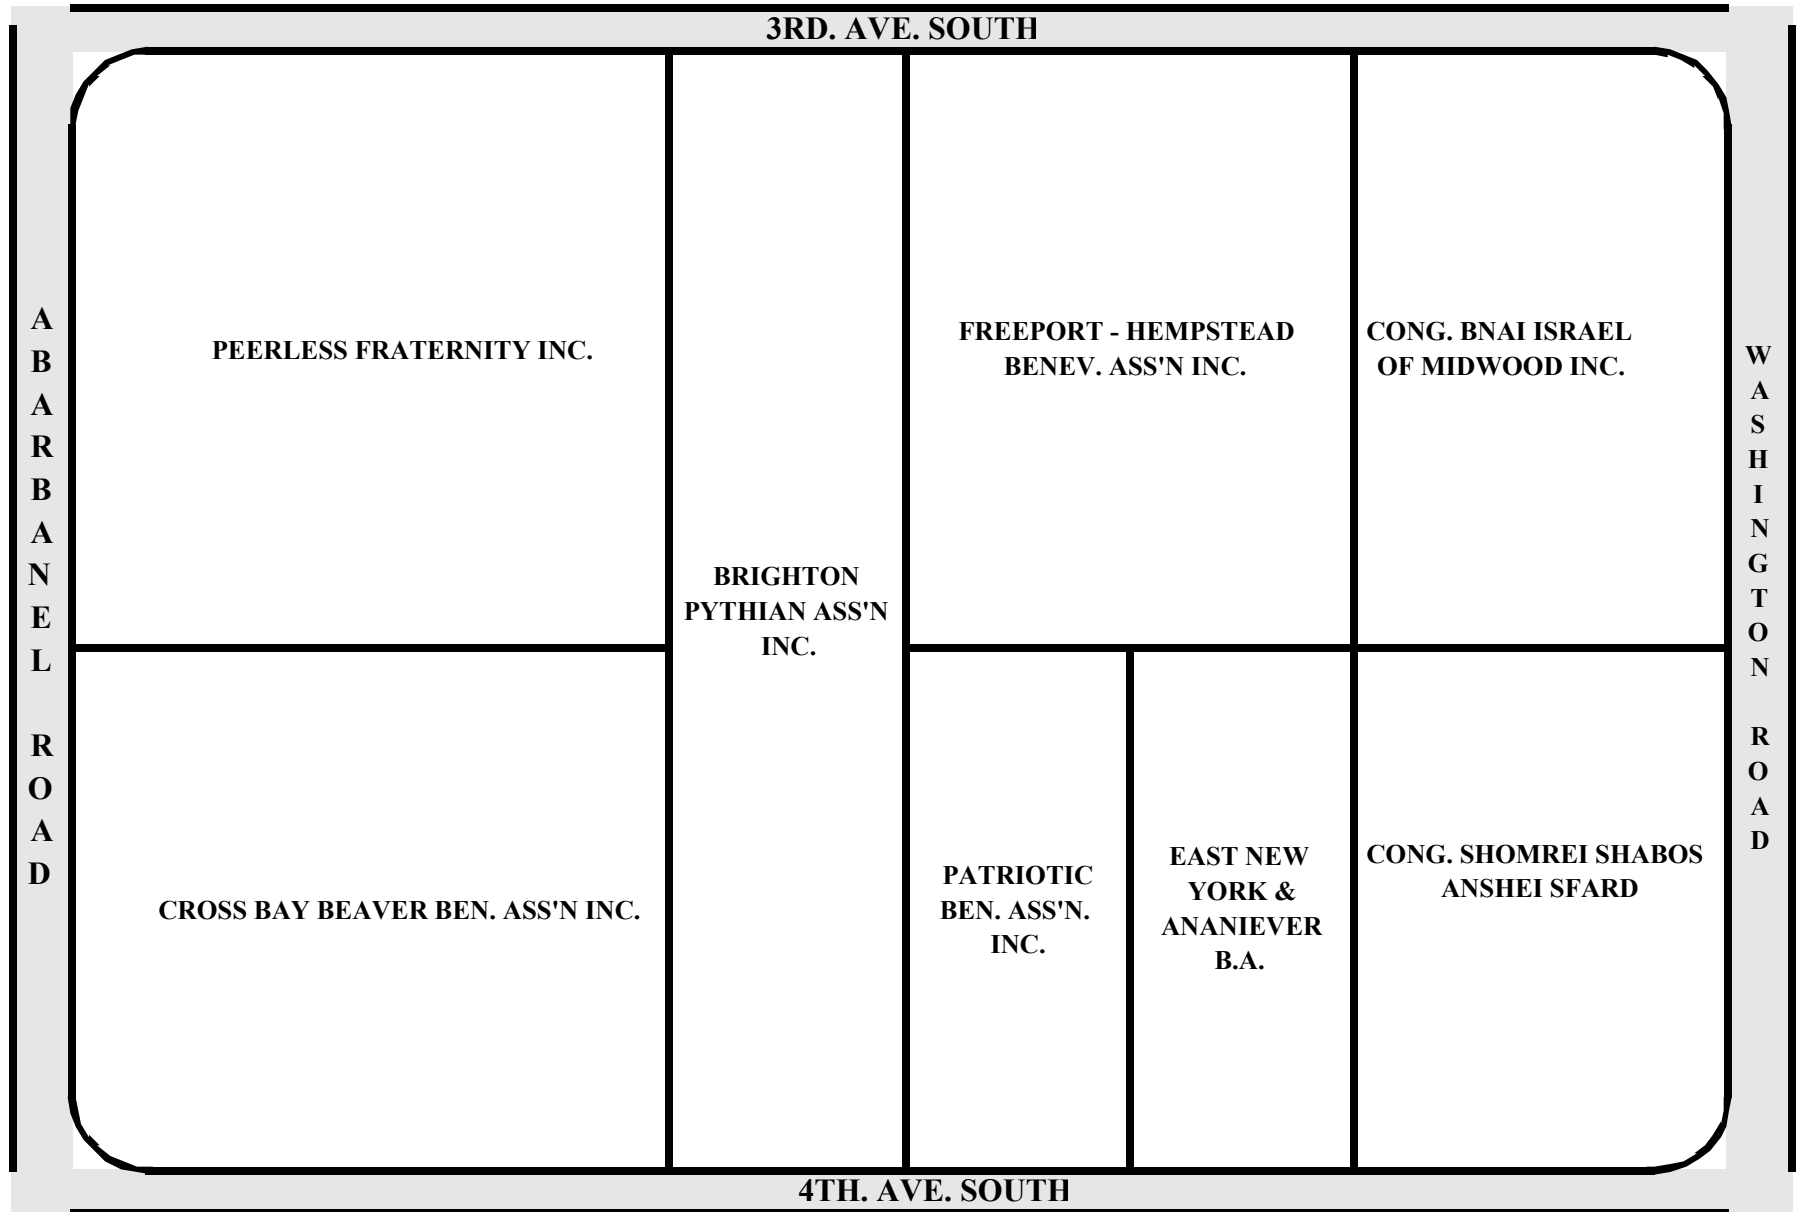 3RD. AVE. SOUTH
ABARBANEL ROAD
PEERLESS FRATERNITY INC.
BRIGHTON
PYTHIAN ASS'N
INC.
FREEPORT - HEMPSTEAD
BENEV. ASS'N INC.
CONG. BNAI ISRAEL
OF MIDWOOD INC.
WASHINGTON ROAD
CROSS BAY BEAVER BEN. ASS'N INC.
PATRIOTIC
BEN. ASS'N.
INC.
EAST NEW
YORK &
ANANIEVER
B.A.
CONG. SHOMREI SHABOS
ANSHEI SFARD
4TH. AVE. SOUTH